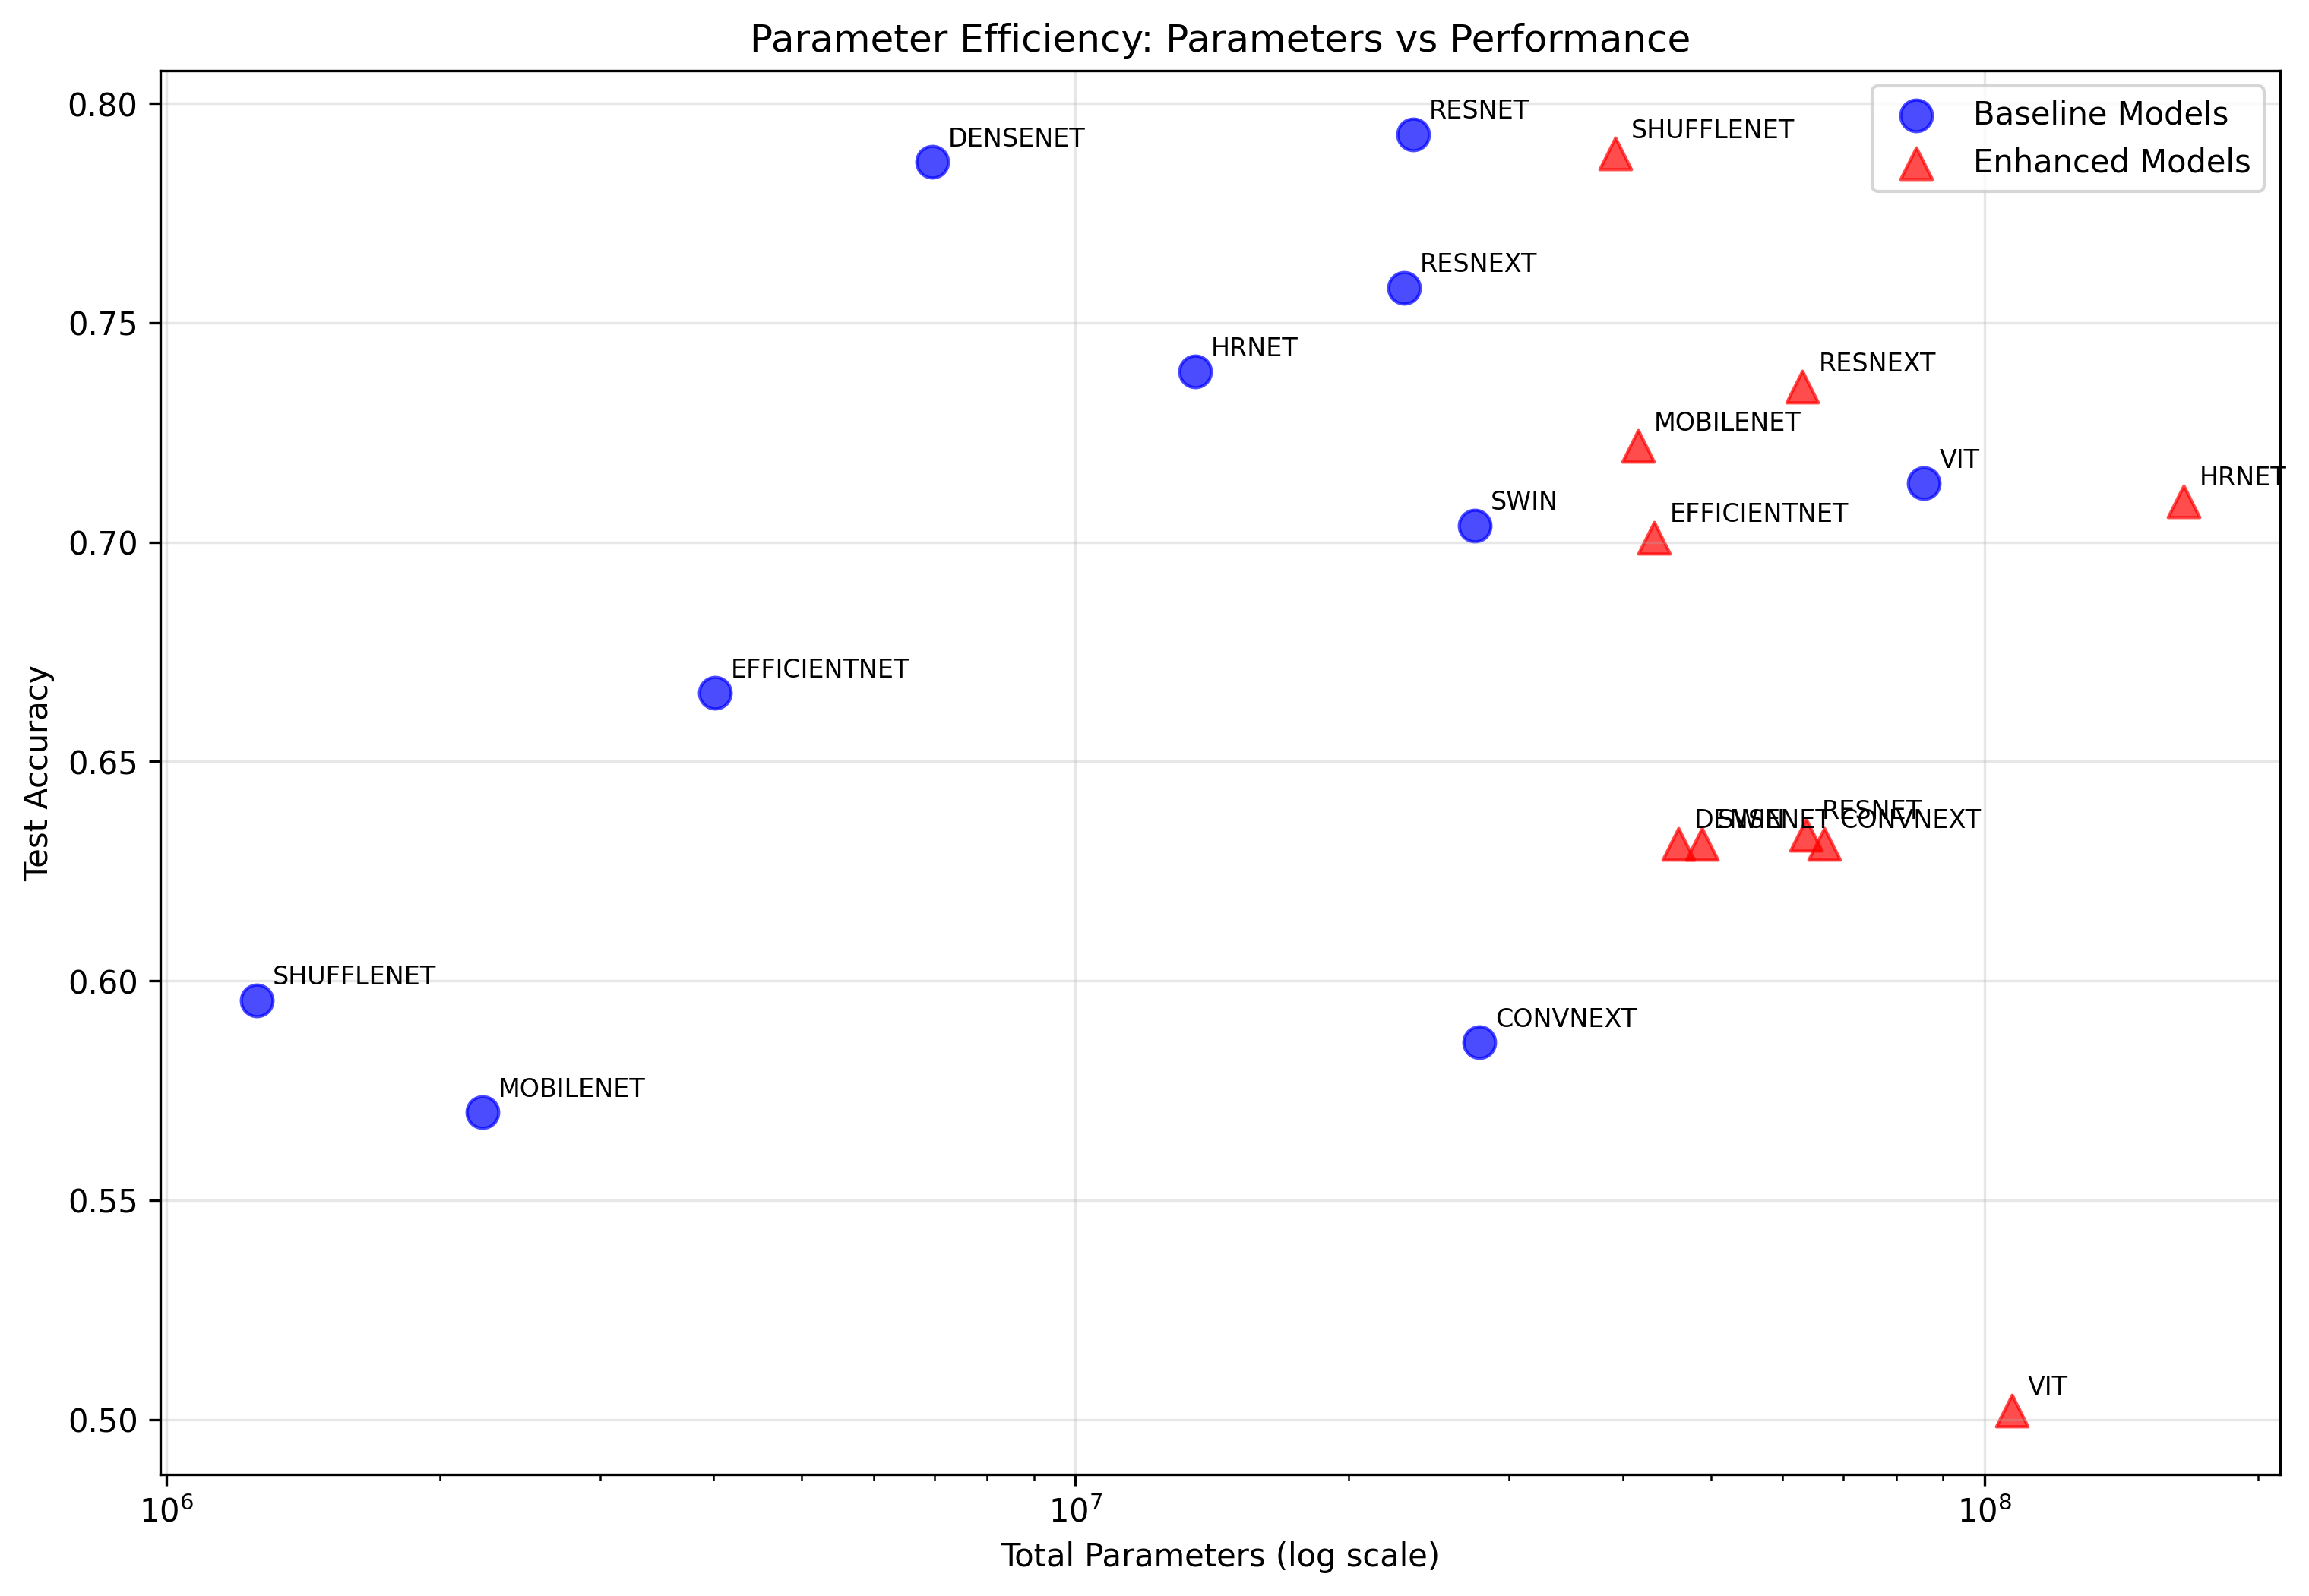 Parameter Efficiency: Parameters vs Performance
Baseline Models
Enhanced Models
RESNET
SHUFFLENET
DENSENET
RESNEXT
HRNET
RESNEXT
MOBILENET
VIT
HRNET
SWIN
EFFICIENTNET
EFFICIENTNET
RESNET
DENSENET
SWIN
CONVNEXT
SHUFFLENET
CONVNEXT
MOBILENET
VIT
0.80
0.75
0.70
0.65
0.60
0.55
0.50
Test Accuracy
10⁶
10⁷
10⁸
Total Parameters (log scale)